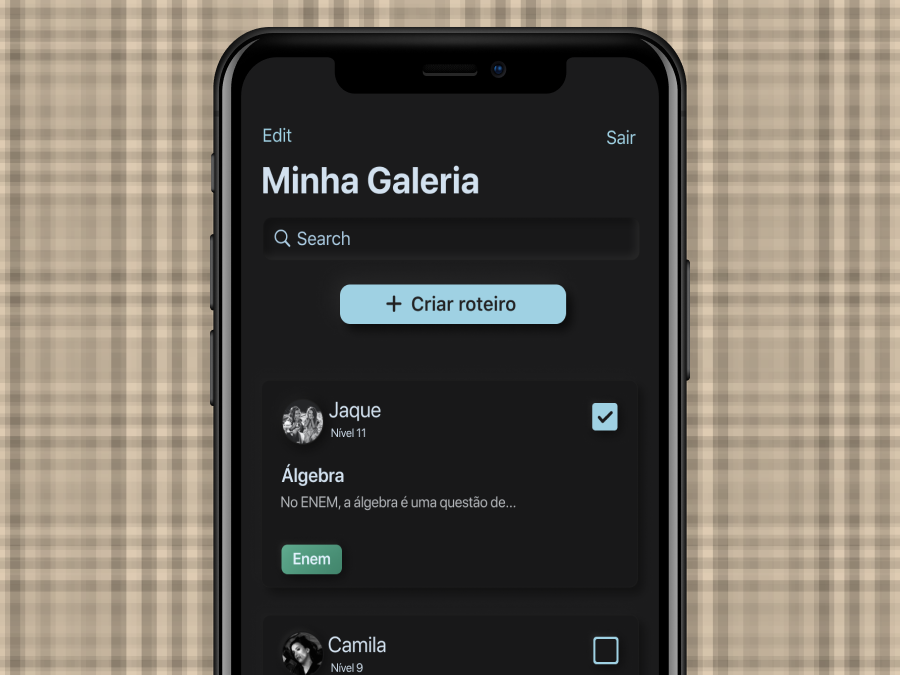 Edit
Sair
Minha Galeria
Search
+ Criar roteiro
Jaque
Nível 11
Álgebra
No ENEM, a álgebra é uma questão de...
Enem
Camila
Nível 9